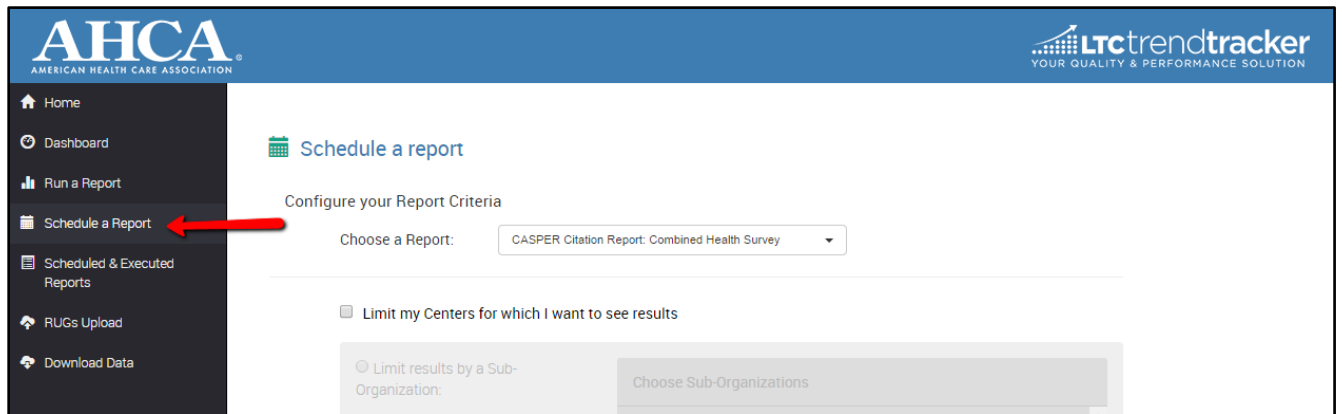 AHCA®
AMERICAN HEALTH CARE ASSOCIATION
LTCtrendtracker
YOUR QUALITY & PERFORMANCE SOLUTION
Home
Dashboard
Run a Report
Schedule a Report
Scheduled & Executed
Reports
RUGs Upload
Download Data
Schedule a report
Configure your Report Criteria
Choose a Report: CASPER Citation Report: Combined Health Survey
Limit my Centers for which I want to see results
Limit results by a Sub-
Organization:
Choose Sub-Organizations